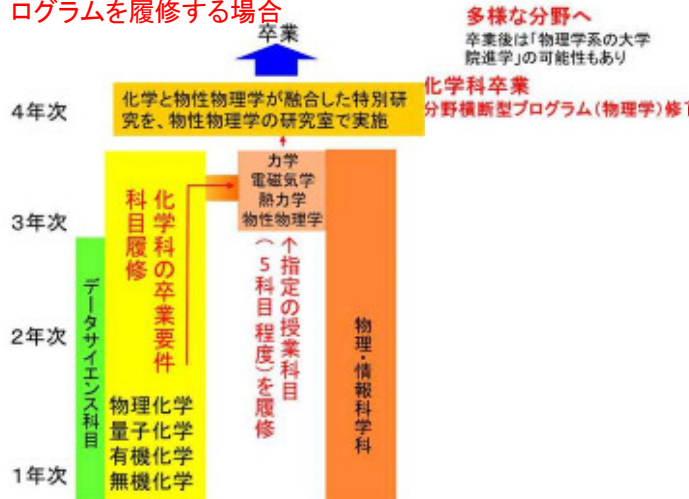 ログラムを履修する場合
卒業
多様な分野へ
卒業後は「物理学系の大学
院進学」の可能性もあり
4年次
化学と物性物理学が融合した特別研
究を、物性物理学の研究室で実施
化学科卒業
分野横断型プログラム(物理学)修了
力学
電磁気学
熱力学
物性物理学
3年次
化学科の卒業要件
科目履修
↑指定の授業科目
(5科目程度)を履修
データサイエンス科目
2年次
物理・情報科学科
物理化学
量子化学
有機化学
無機化学
1年次